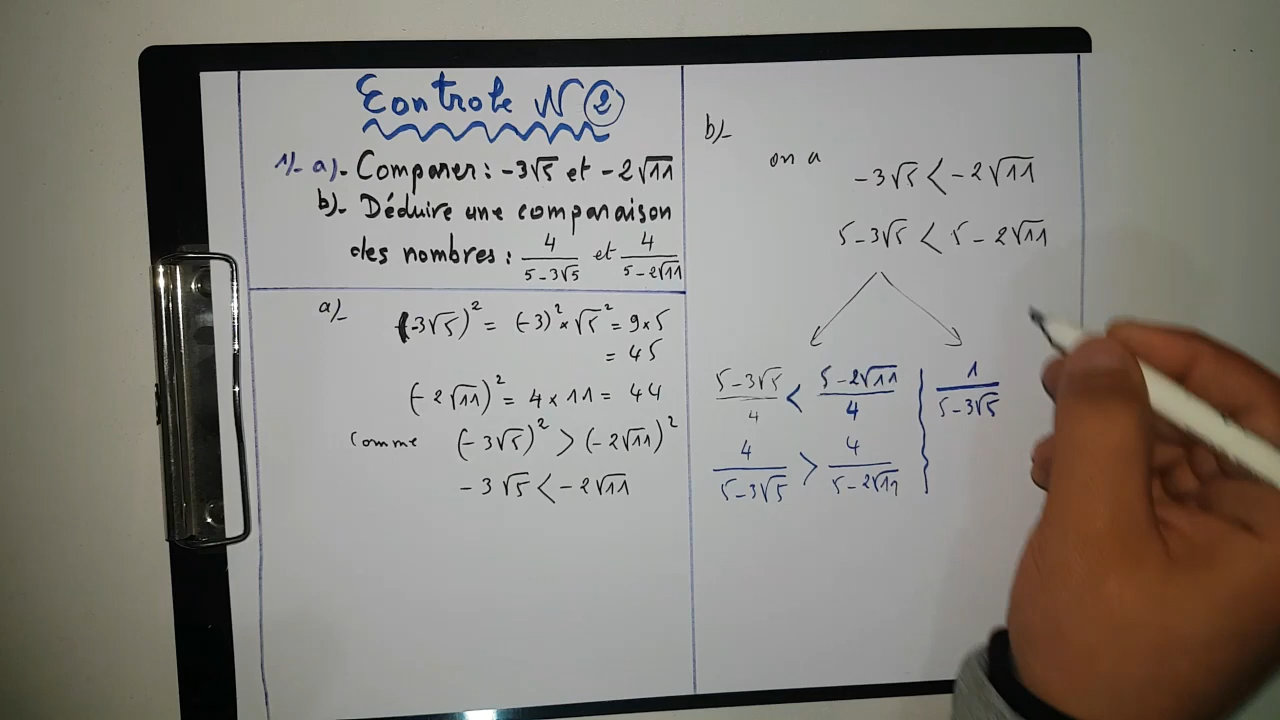 Controle N②
1)- a)- Comparer : -3√5 et -2√11
b)- Déduire une comparaison
des nombres : 4/(5-3√5) et 4/(5-2√11)
a)- (-3√5)² = (-3)² × √5² = 9×5
= 45
(-2√11)² = 4 × 11 = 44
Comme (-3√5)² > (-2√11)²
-3√5 < -2√11
b)-
on a -3√5 < -2√11
5-3√5 < 5-2√11
(5-3√5)/4 < (5-2√11)/4
4/(5-3√5) > 4/(5-2√11)
1/(5-3√5)